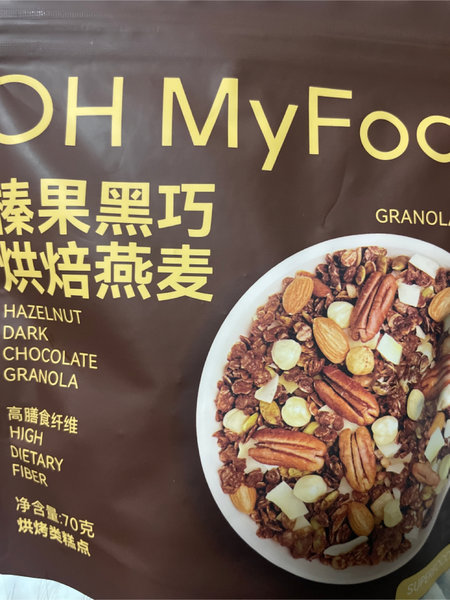 OH MyFoo
GRANOLA
榛果黑巧
烘焙燕麦
HAZELNUT
DARK
CHOCOLATE
GRANOLA
高膳食纤维
HIGH
DIETARY
FIBER
净含量:70克
烘烤类糕点